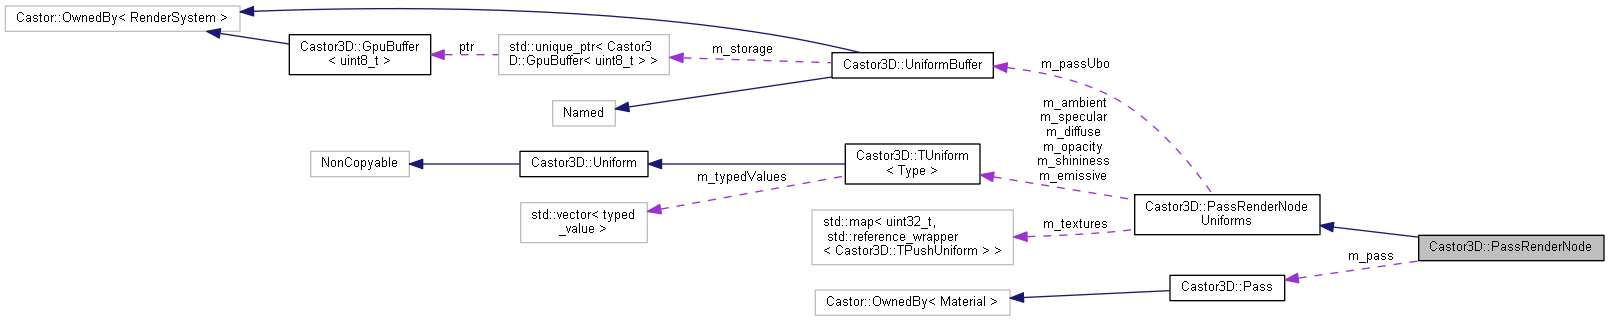 Castor::OwnedBy< RenderSystem >
Castor3D::GpuBuffer
< uint8_t >
ptr
std::unique_ptr< Castor3
D::GpuBuffer< uint8_t > >
m_storage
Castor3D::UniformBuffer
m_passUbo
Named
m_ambient
m_specular
m_diffuse
m_opacity
m_shininess
m_emissive
NonCopyable
Castor3D::Uniform
Castor3D::TUniform
< Type >
m_typedValues
std::vector< typed
_value >
std::map< uint32_t,
std::reference_wrapper
< Castor3D::TPushUniform > >
m_textures
Castor3D::PassRenderNode
Uniforms
Castor3D::PassRenderNode
m_pass
Castor3D::Pass
Castor::OwnedBy< Material >